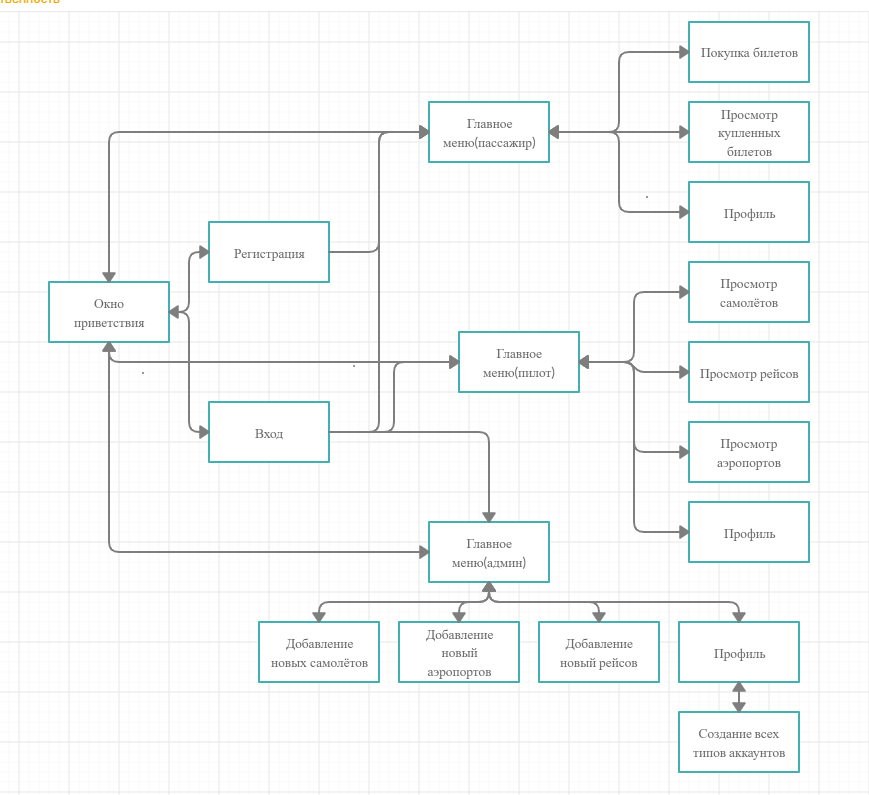 Покупка билетов
Главное
меню(пассажир)
Просмотр
купленных
билетов
Профиль
Регистрация
Окно
приветствия
Просмотр
самолётов
Главное
меню(пилот)
Просмотр рейсов
Вход
Просмотр
аэропортов
Профиль
Главное
меню(админ)
Добавление
новых самолётов
Добавление
новый
аэропортов
Добавление
новый рейсов
Профиль
Создание всех
типов аккаунтов